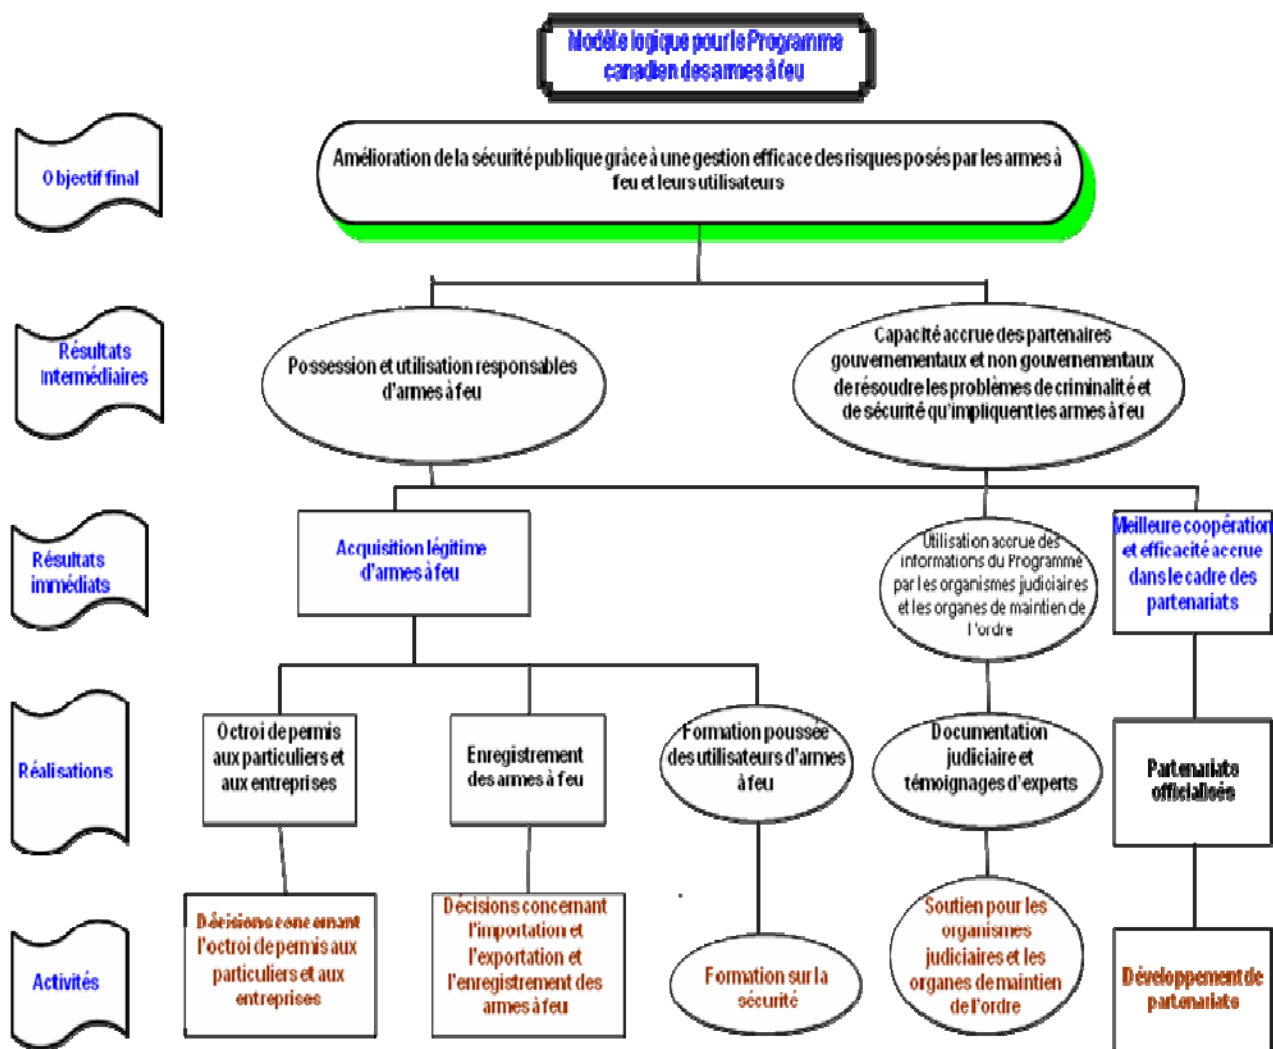 Modèle logique pour le Programme
canadien des armes à feu
Objectif final
Amélioration de la sécurité publique grâce à une gestion efficace des risques posés par les armes à
feu et leurs utilisateurs
Résultats
Intermédiaires
Possession et utilisation responsables
d'armes à feu
Capacité accrue des partenaires
gouvernementaux et non gouvernementaux
de résoudre les problèmes de criminalité et
de sécurité qu'impliquent les armes à feu
Résultats
immédiats
Acquisition légitime
d'armes à feu
Utilisation accrue des
informations du Programme
par les organismes judiciaires
et les organes de maintien de
l'ordre
Meilleure coopération
et efficacité accrue
dans le cadre des
partenariats
Réalisations
Octroi de permis
aux particuliers et
aux entreprises
Enregistrement
des armes à feu
Formation poussée
des utilisateurs d'armes
à feu
Documentation
judiciaire et
témoignages d'experts
Partenariats
officialisés
Activités
Décisions concernant
l'octroi de permis aux
particuliers et aux
entreprises
Décisions concernant
l'importation et
l'exportation et
l'enregistrement des
armes à feu
Formation sur la
sécurité
Soutien pour les
organismes
judiciaires et les
organes de maintien
de l'ordre
Développement de
partenariats